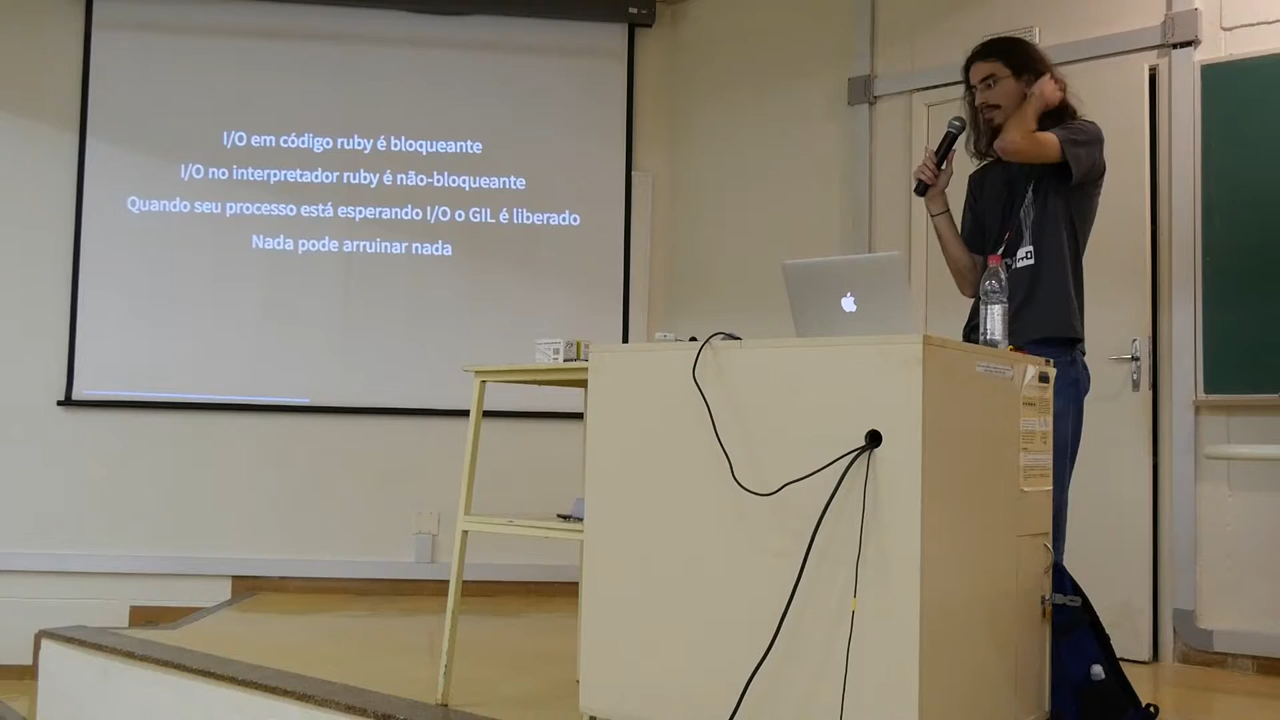 I/O em código ruby é bloqueante
I/O no interpretador ruby é não-bloqueante
Quando seu processo está esperando I/O o GIL é liberado
Nada pode arruinar nada